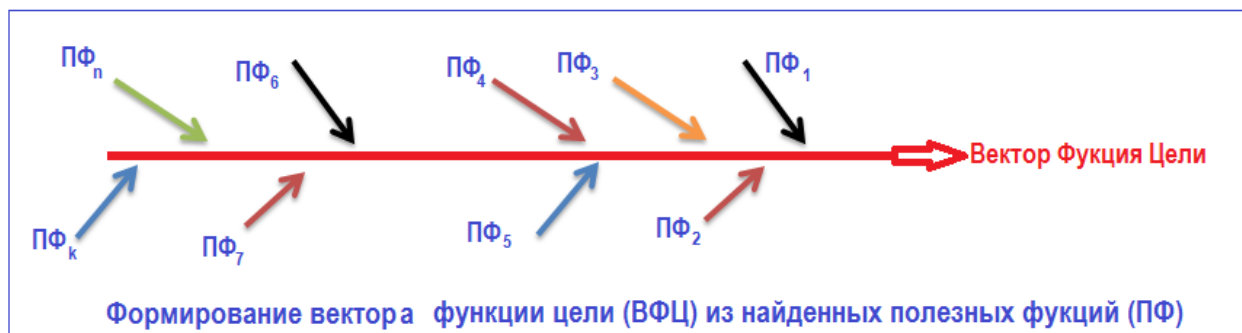 ПФn
ПФ6
ПФ4
ПФ3
ПФ1
Вектор Фукция Цели
ПФk
ПФ7
ПФ5
ПФ2
Формирование вектора функции цели (ВФЦ) из найденных полезных фукций (ПФ)